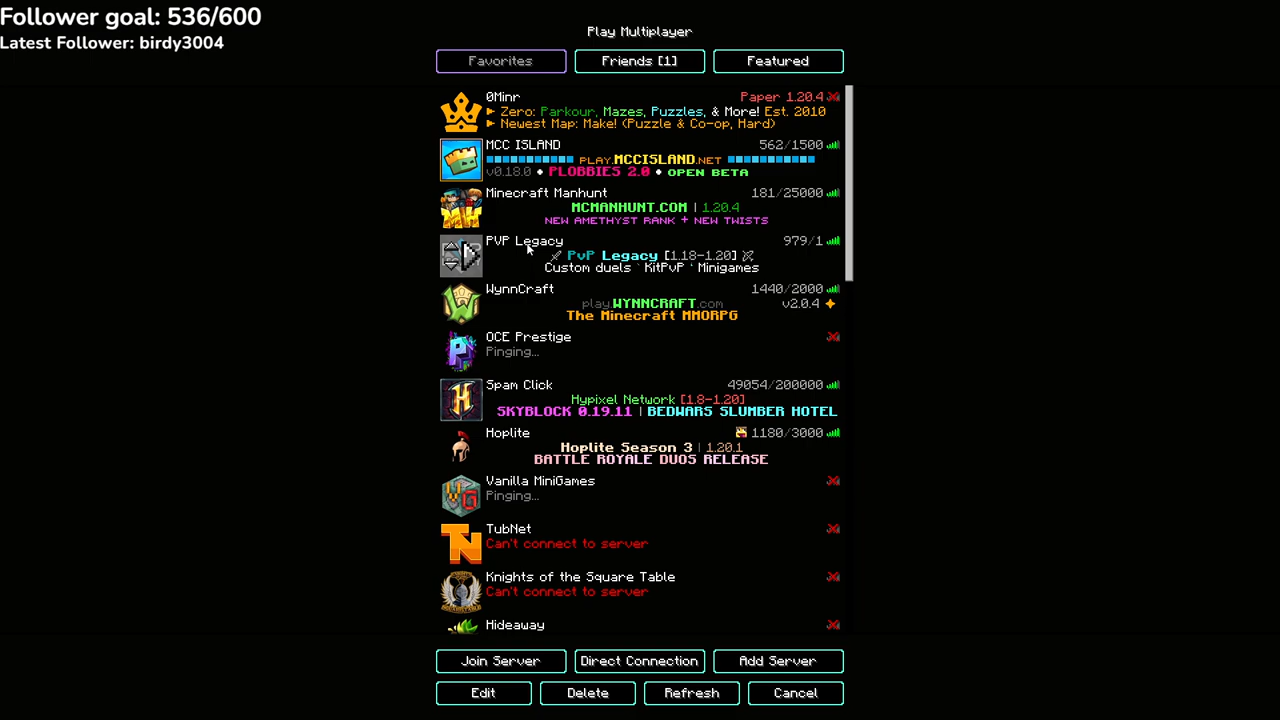 Follower goal: 536/600
Latest Follower: birdy3004
Play Multiplayer
Favorites
Friends [1]
Featured
0Minr
Paper 1.20.4
► Zero: Parkour, Mazes, Puzzles, & More! Est. 2010
► Newest Map: Make! (Puzzle & Co-op, Hard)
MCC ISLAND
562/1500
PLAY.MCCISLAND.NET
v0.18.0 • PLOBBIES 2.0 • OPEN BETA
Minecraft Manhunt
181/25000
MCMANHUNT.COM | 1.20.4
NEW AMETHYST RANK + NEW TWISTS
PVP Legacy
979/1
PvP Legacy [1.18-1.20]
Custom duels ` KitPvP ` Minigames
WynnCraft
1440/2000
play.WYNNCRAFT.com
v2.0.4
The Minecraft MMORPG
OCE Prestige
Pinging...
Spam Click
49054/200000
Hypixel Network [1.8-1.20]
SKYBLOCK 0.19.11 | BEDWARS SLUMBER HOTEL
Hoplite
1180/3000
Hoplite Season 3 | 1.20.1
BATTLE ROYALE DUOS RELEASE
Vanilla MiniGames
Pinging...
TubNet
Can't connect to server
Knights of the Square Table
Can't connect to server
Hideaway
Join Server
Direct Connection
Add Server
Edit
Delete
Refresh
Cancel